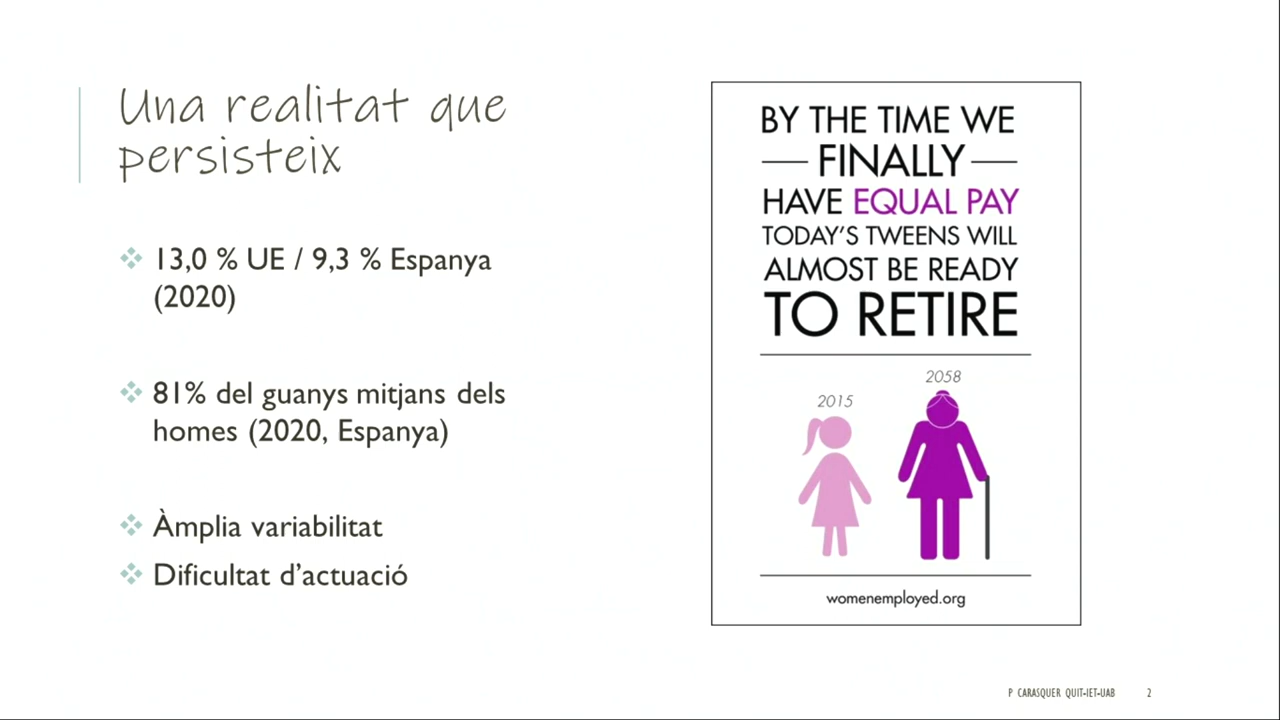 Una realitat que
persisteix
13,0 % UE / 9,3 % Espanya
(2020)
81% del guanys mitjans dels
homes (2020, Espanya)
Àmplia variabilitat
Dificultat d’actuació
BY THE TIME WE
FINALLY
HAVE EQUAL PAY
TODAY’S TWEENS WILL
ALMOST BE READY
TO RETIRE
2015
2058
womenemployed.org
P CARASQUER QUIT-IET-UAB
2